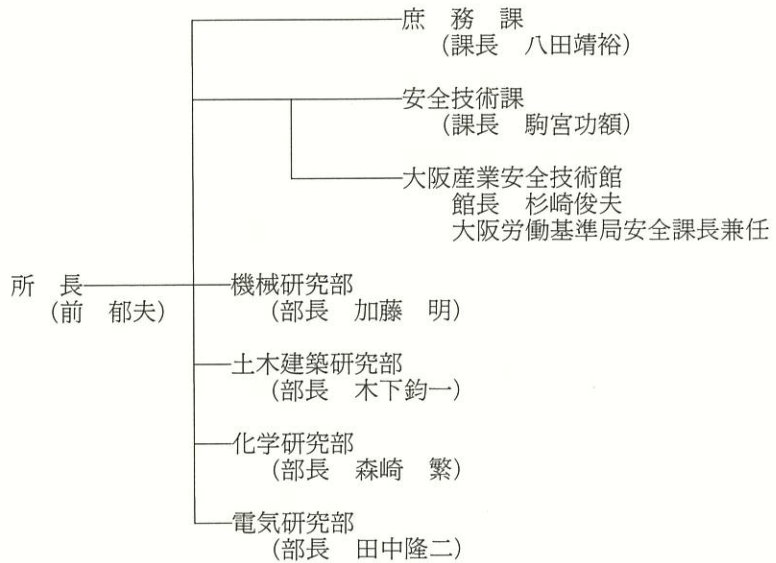 庶　務　課
(課長　八田靖裕)
安全技術課
(課長　駒宮功額)
大阪産業安全技術館
館長　杉崎俊夫
大阪労働基準局安全課長兼任
所　長
(前　郁夫)
機械研究部
(部長　加藤　明)
土木建築研究部
(部長　木下鈞一)
化学研究部
(部長　森崎　繁)
電気研究部
(部長　田中隆二)